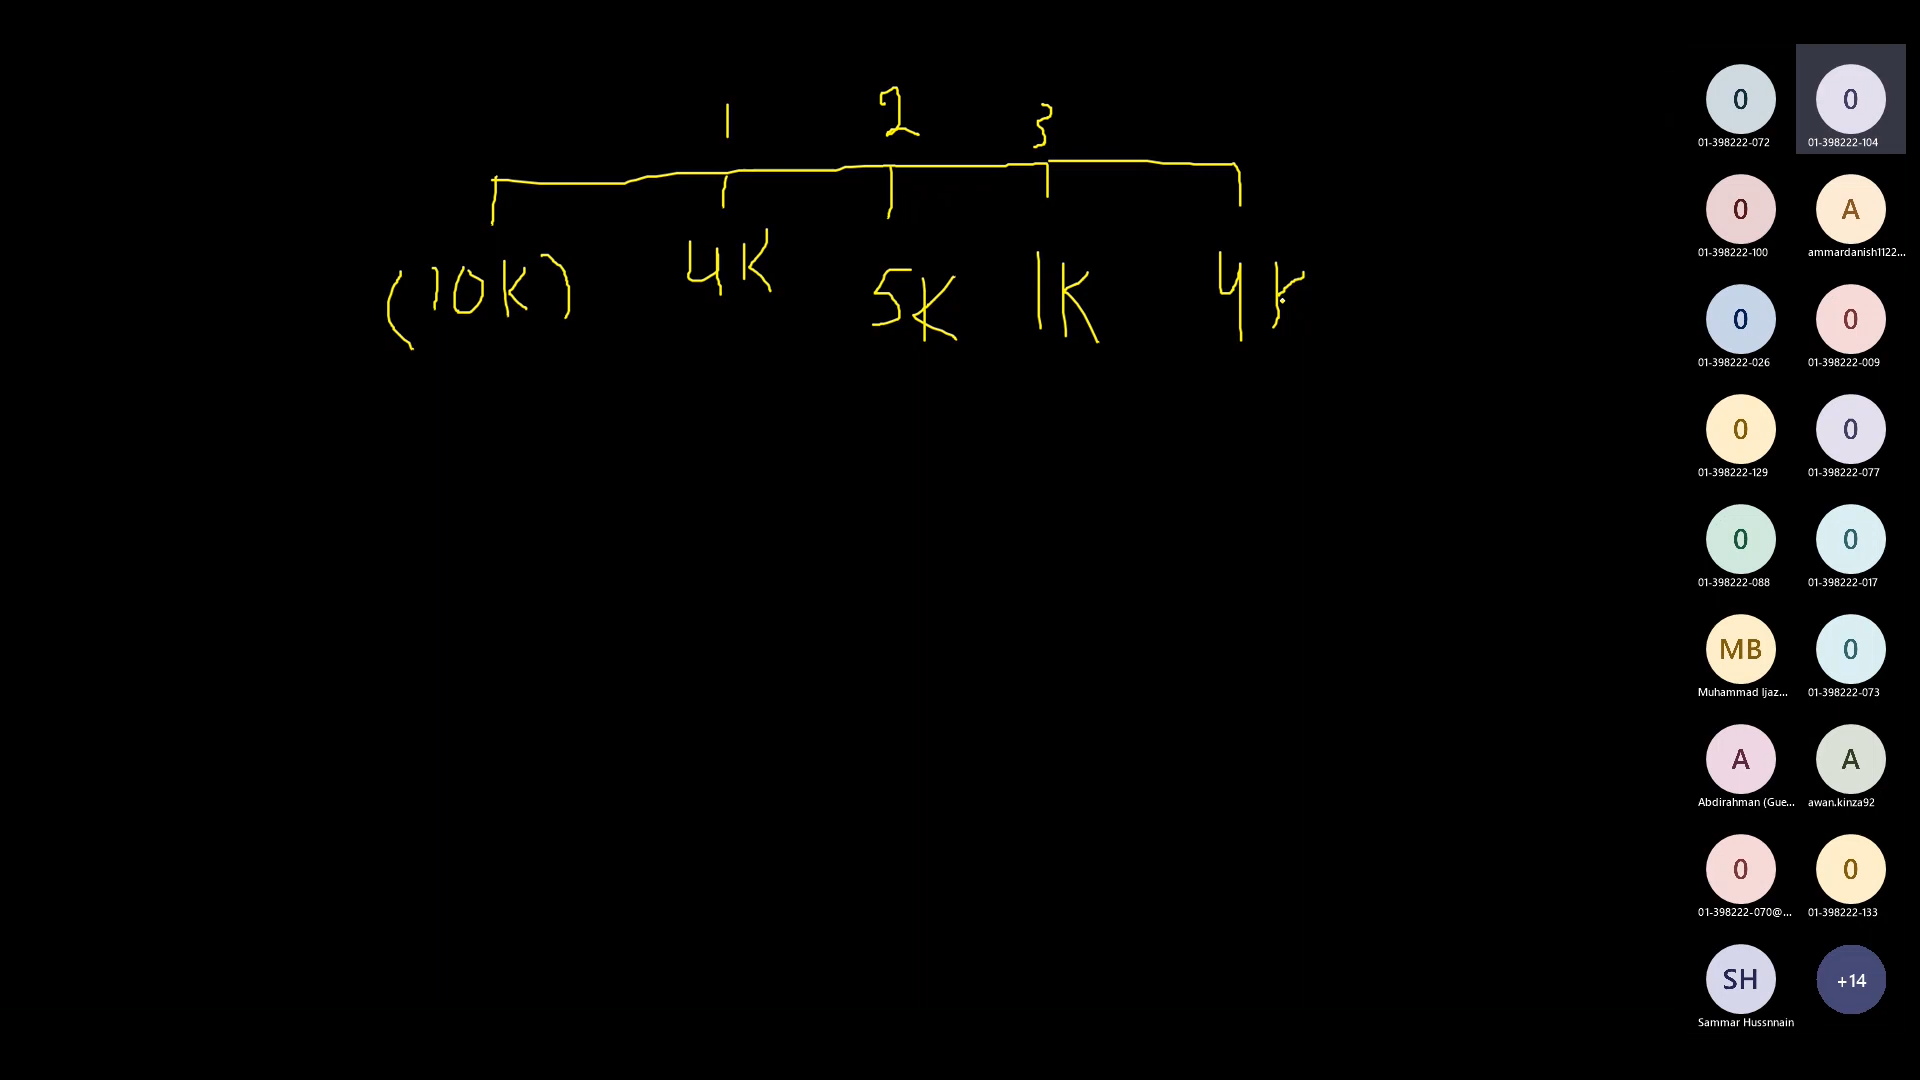 1 2 3
(10K) 4K 5K 1K 4K
0 0
01-398222-072 01-398222-104
0 A
01-398222-100 ammardanish1122...
0 0
01-398222-026 01-398222-009
0 0
01-398222-129 01-398222-077
0 0
01-398222-088 01-398222-017
MB 0
Muhammad Ijaz... 01-398222-073
A A
Abdirahman (Gue... awan.kinza92
0 0
01-398222-070@... 01-398222-133
SH +14
Sammar Hussnnain